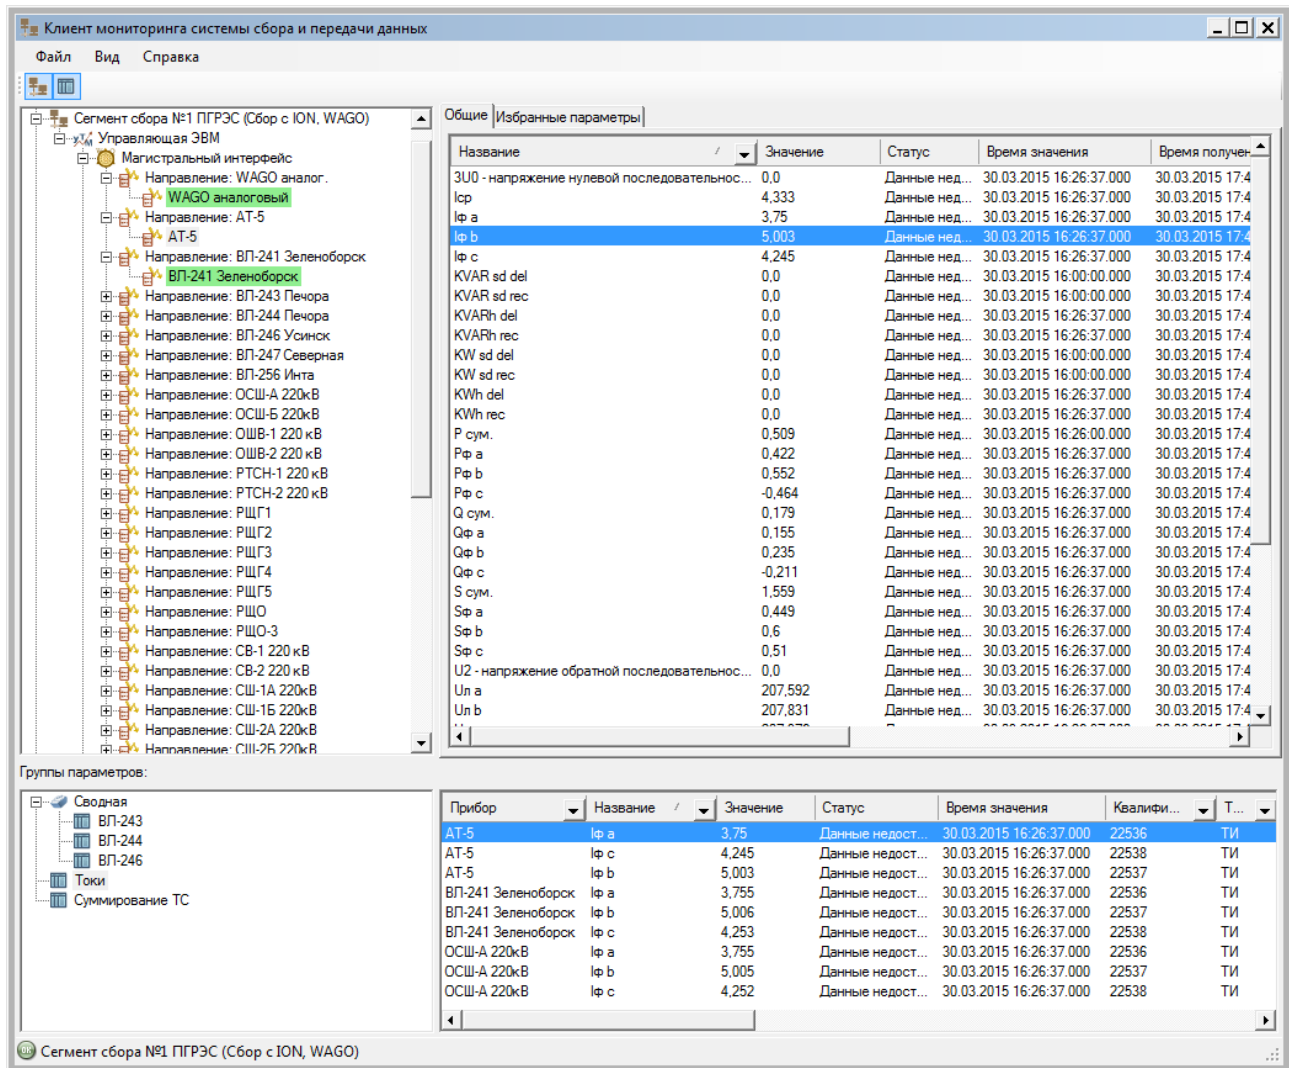 Клиент мониторинга системы сбора и передачи данных
Файл Вид Справка
Сегмент сбора №1 ПГРЭС (Сбор с ION, WAGO)
Управляющая ЭВМ
Магистральный интерфейс
Направление: WAGO аналог.
WAGO аналоговый
Направление: АТ-5
АТ-5
Направление: ВЛ-241 Зеленоборск
ВЛ-241 Зеленоборск
Направление: ВЛ-243 Печора
Направление: ВЛ-244 Печора
Направление: ВЛ-246 Усинск
Направление: ВЛ-247 Северная
Направление: ВЛ-256 Инта
Направление: ОСШ-А 220кВ
Направление: ОСШ-Б 220кВ
Направление: ОШВ-1 220 кВ
Направление: ОШВ-2 220 кВ
Направление: РТСН-1 220 кВ
Направление: РТСН-2 220 кВ
Направление: РЩГ1
Направление: РЩГ2
Направление: РЩГ3
Направление: РЩГ4
Направление: РЩГ5
Направление: РЩО
Направление: РЩО-3
Направление: СВ-1 220 кВ
Направление: СВ-2 220 кВ
Направление: СШ-1А 220кВ
Направление: СШ-1Б 220кВ
Направление: СШ-2А 220кВ
Направление: СШ-2Б 220кВ
Общие Избранные параметры
Название Значение Статус Время значения Время получен
3U0 - напряжение нулевой последовательнос... 0,0 Данные нед... 30.03.2015 16:26:37.000 30.03.2015 17:4
Iср 4,333 Данные нед... 30.03.2015 16:26:37.000 30.03.2015 17:4
Iф a 3,75 Данные нед... 30.03.2015 16:26:37.000 30.03.2015 17:4
Iф b 5,003 Данные нед... 30.03.2015 16:26:37.000 30.03.2015 17:4
Iф c 4,245 Данные нед... 30.03.2015 16:26:37.000 30.03.2015 17:4
KVAR sd del 0,0 Данные нед... 30.03.2015 16:00:00.000 30.03.2015 17:4
KVAR sd rec 0,0 Данные нед... 30.03.2015 16:00:00.000 30.03.2015 17:4
KVARh del 0,0 Данные нед... 30.03.2015 16:26:37.000 30.03.2015 17:4
KVARh rec 0,0 Данные нед... 30.03.2015 16:26:37.000 30.03.2015 17:4
KW sd del 0,0 Данные нед... 30.03.2015 16:00:00.000 30.03.2015 17:4
KW sd rec 0,0 Данные нед... 30.03.2015 16:00:00.000 30.03.2015 17:4
KWh del 0,0 Данные нед... 30.03.2015 16:26:37.000 30.03.2015 17:4
KWh rec 0,0 Данные нед... 30.03.2015 16:26:37.000 30.03.2015 17:4
P сум. 0,509 Данные нед... 30.03.2015 16:26:00.000 30.03.2015 17:4
Pф a 0,422 Данные нед... 30.03.2015 16:26:37.000 30.03.2015 17:4
Pф b 0,552 Данные нед... 30.03.2015 16:26:37.000 30.03.2015 17:4
Pф c -0,464 Данные нед... 30.03.2015 16:26:37.000 30.03.2015 17:4
Q сум. 0,179 Данные нед... 30.03.2015 16:26:37.000 30.03.2015 17:4
Qф a 0,155 Данные нед... 30.03.2015 16:26:37.000 30.03.2015 17:4
Qф b 0,235 Данные нед... 30.03.2015 16:26:37.000 30.03.2015 17:4
Qф c -0,211 Данные нед... 30.03.2015 16:26:37.000 30.03.2015 17:4
S сум. 1,559 Данные нед... 30.03.2015 16:26:37.000 30.03.2015 17:4
Sф a 0,449 Данные нед... 30.03.2015 16:26:37.000 30.03.2015 17:4
Sф b 0,6 Данные нед... 30.03.2015 16:26:37.000 30.03.2015 17:4
Sф c 0,51 Данные нед... 30.03.2015 16:26:37.000 30.03.2015 17:4
U2 - напряжение обратной последовательнос... 0,0 Данные нед... 30.03.2015 16:26:37.000 30.03.2015 17:4
Uл a 207,592 Данные нед... 30.03.2015 16:26:37.000 30.03.2015 17:4
Uл b 207,831 Данные нед... 30.03.2015 16:26:37.000 30.03.2015 17:4
Группы параметров:
Сводная
ВЛ-243
ВЛ-244
ВЛ-246
Токи
Суммирование ТС
Прибор Название Значение Статус Время значения Квалифи... Т...
АТ-5 Iф a 3,75 Данные недост... 30.03.2015 16:26:37.000 22536 ТИ
АТ-5 Iф c 4,245 Данные недост... 30.03.2015 16:26:37.000 22538 ТИ
АТ-5 Iф b 5,003 Данные недост... 30.03.2015 16:26:37.000 22537 ТИ
ВЛ-241 Зеленоборск Iф a 3,755 Данные недост... 30.03.2015 16:26:37.000 22536 ТИ
ВЛ-241 Зеленоборск Iф b 5,006 Данные недост... 30.03.2015 16:26:37.000 22537 ТИ
ВЛ-241 Зеленоборск Iф c 4,253 Данные недост... 30.03.2015 16:26:37.000 22538 ТИ
ОСШ-А 220кВ Iф a 3,755 Данные недост... 30.03.2015 16:26:37.000 22536 ТИ
ОСШ-А 220кВ Iф b 5,005 Данные недост... 30.03.2015 16:26:37.000 22537 ТИ
ОСШ-А 220кВ Iф c 4,252 Данные недост... 30.03.2015 16:26:37.000 22538 ТИ
OK Сегмент сбора №1 ПГРЭС (Сбор с ION, WAGO)